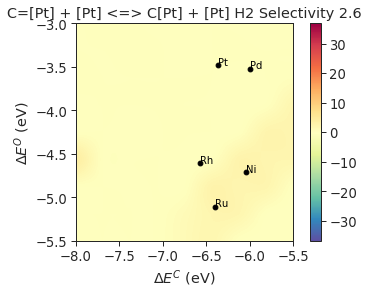 C=[Pt] + [Pt] <=> C[Pt] + [Pt] H2 Selectivity 2.6
−3.0
−3.5
−4.0
−4.5
−5.0
−5.5
ΔE^O (eV)
Pt
Pd
Rh
Ni
Ru
−8.0
−7.5
−7.0
−6.5
−6.0
−5.5
ΔE^C (eV)
30
20
10
0
−10
−20
−30